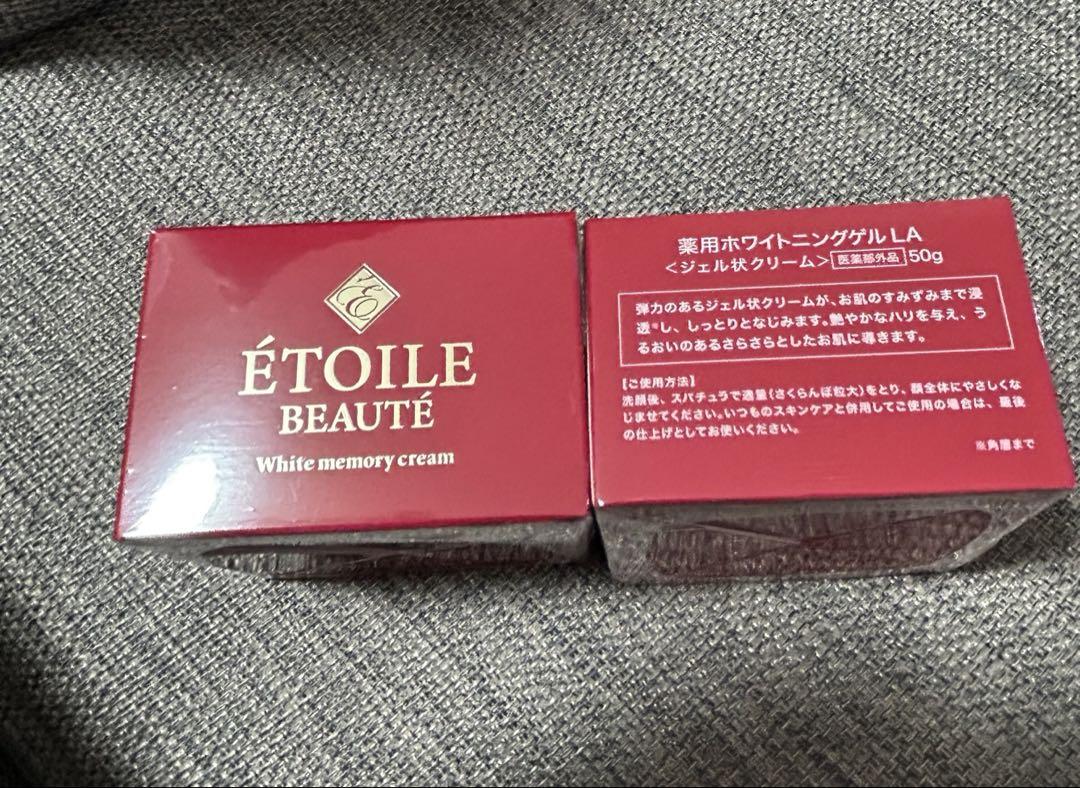 E
ÉTOILE
BEAUTÉ
White memory cream
薬用ホワイトニングゲル LA
＜ジェル状クリーム＞ 医薬部外品 50g
弾力のあるジェル状クリームが、お肌のすみずみまで浸
透※し、しっとりとなじみます。艶やかなハリを与え、う
るおいのあるさらさらとしたお肌に導きます。
【ご使用方法】
洗顔後、スパチュラで適量（さくらんぼ粒大）をとり、顔全体にやさしくな
じませてください。いつものスキンケアと併用してご使用の場合は、最後
の仕上げとしてお使いください。
※角層まで